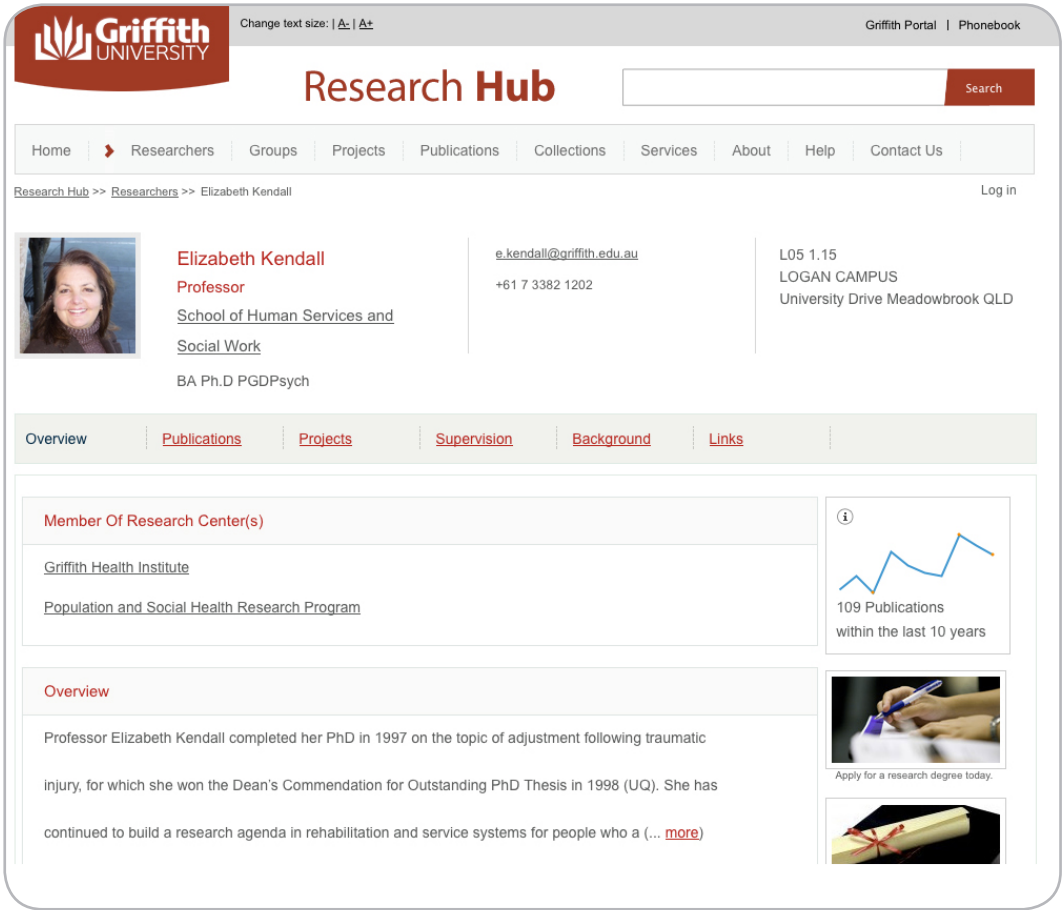 Griffith
UNIVERSITY
Change text size: | A- | A+
Griffith Portal | Phonebook
Research Hub
Search
Home Researchers Groups Projects Publications Collections Services About Help Contact Us
Research Hub >> Researchers >> Elizabeth Kendall
Log in
Elizabeth Kendall
Professor
School of Human Services and
Social Work
BA Ph.D PGDPsych
e.kendall@griffith.edu.au
+61 7 3382 1202
L05 1.15
LOGAN CAMPUS
University Drive Meadowbrook QLD
Overview Publications Projects Supervision Background Links
Member Of Research Center(s)
Griffith Health Institute
Population and Social Health Research Program
i
109 Publications
within the last 10 years
Overview
Professor Elizabeth Kendall completed her PhD in 1997 on the topic of adjustment following traumatic
injury, for which she won the Dean's Commendation for Outstanding PhD Thesis in 1998 (UQ). She has
continued to build a research agenda in rehabilitation and service systems for people who a (... more)
Apply for a research degree today.